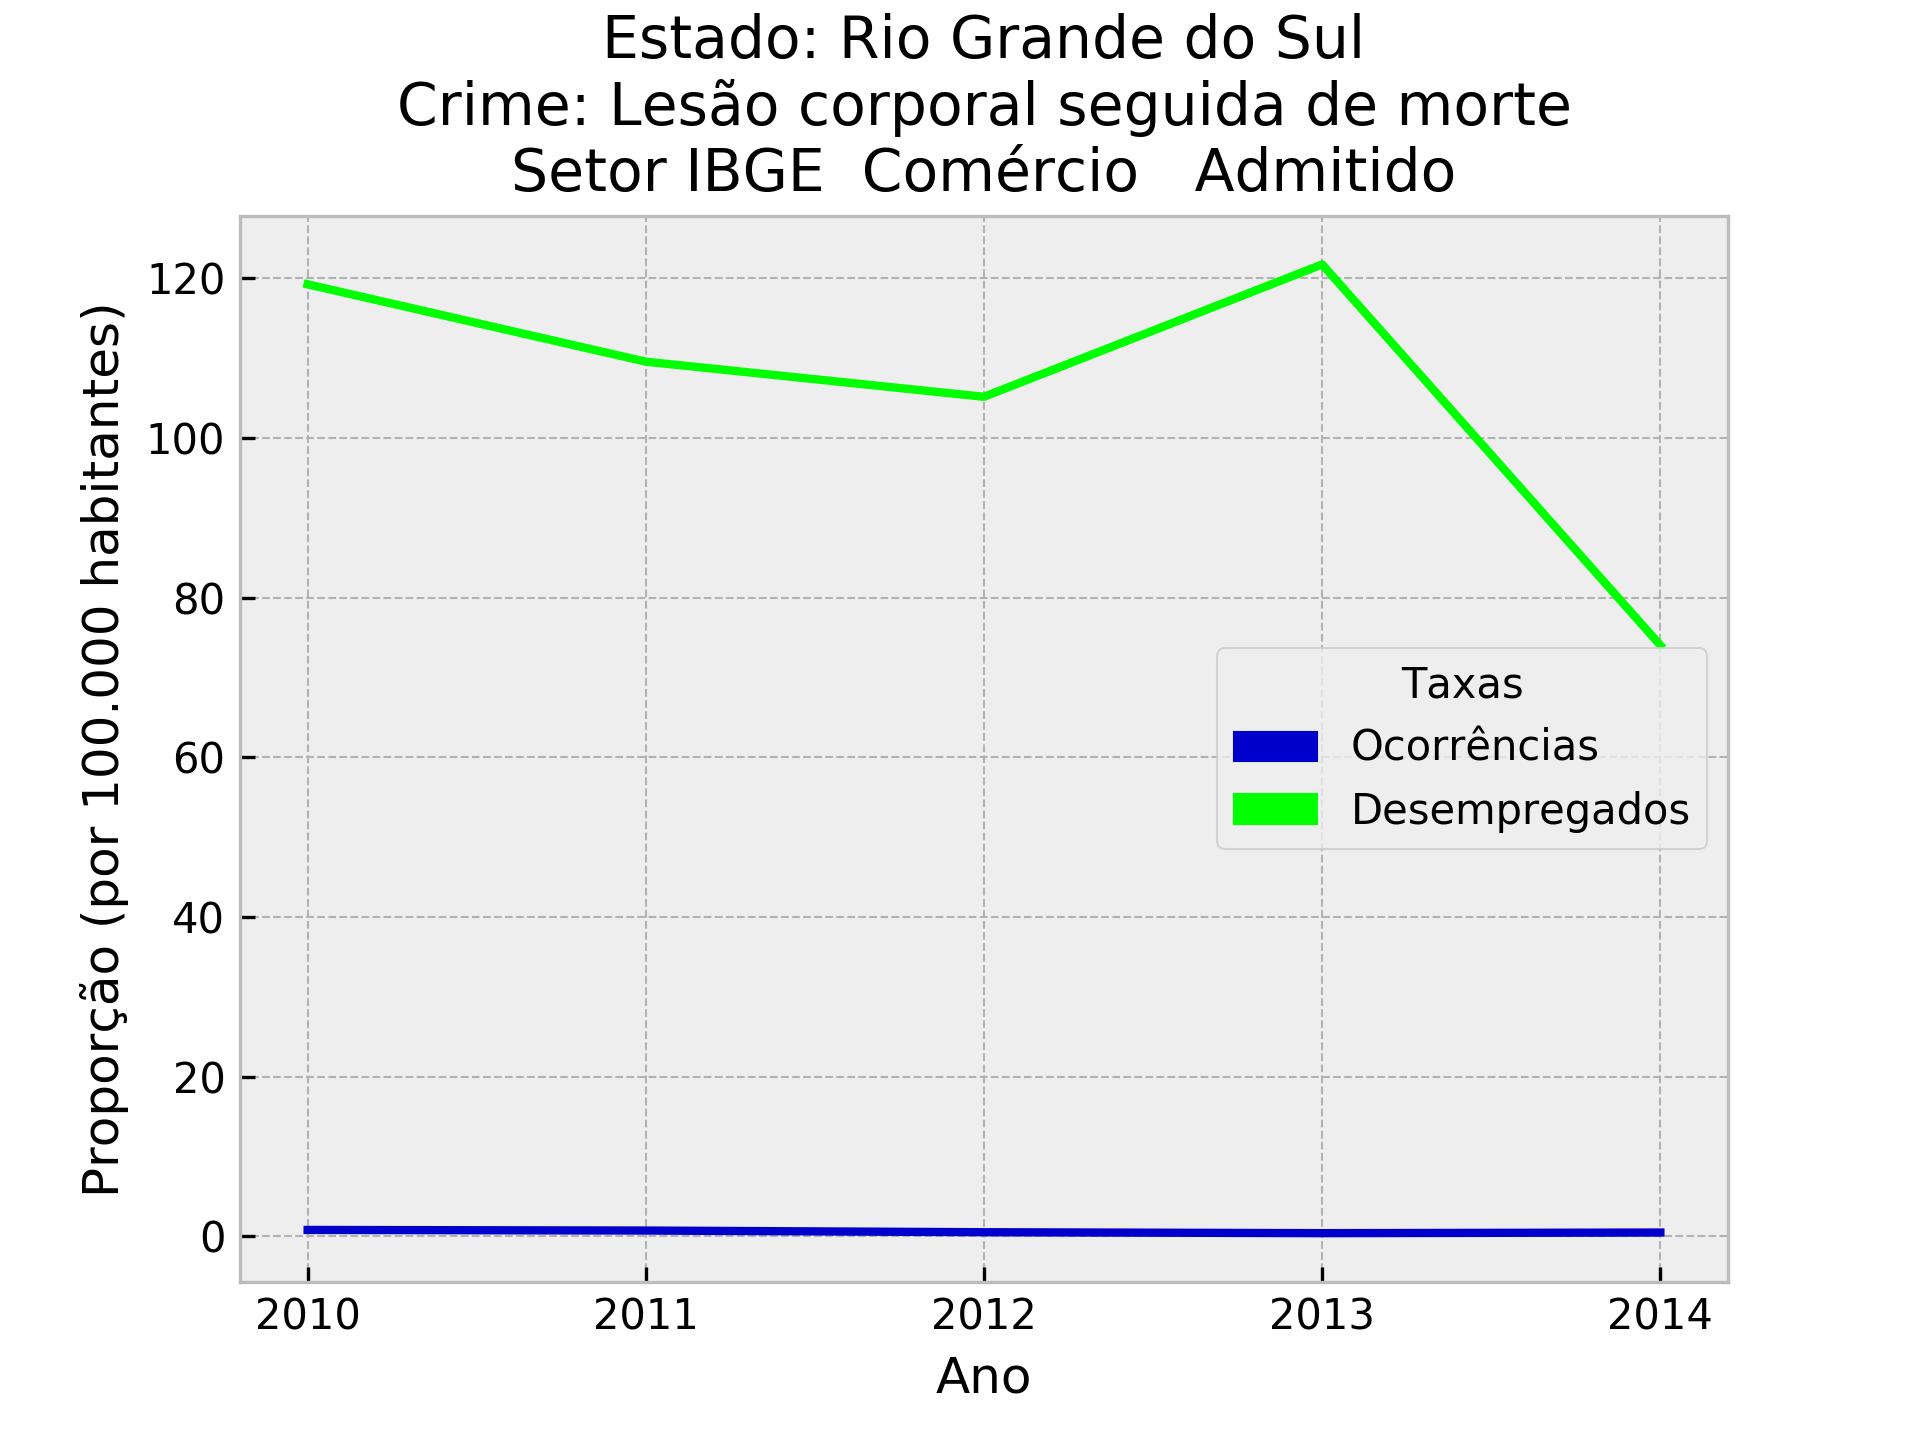 Estado: Rio Grande do Sul
Crime: Lesão corporal seguida de morte
Setor IBGE  Comércio   Admitido
Proporção (por 100.000 habitantes)
120
100
80
60
40
20
0
Taxas
Ocorrências
Desempregados
2010 2011 2012 2013 2014
Ano